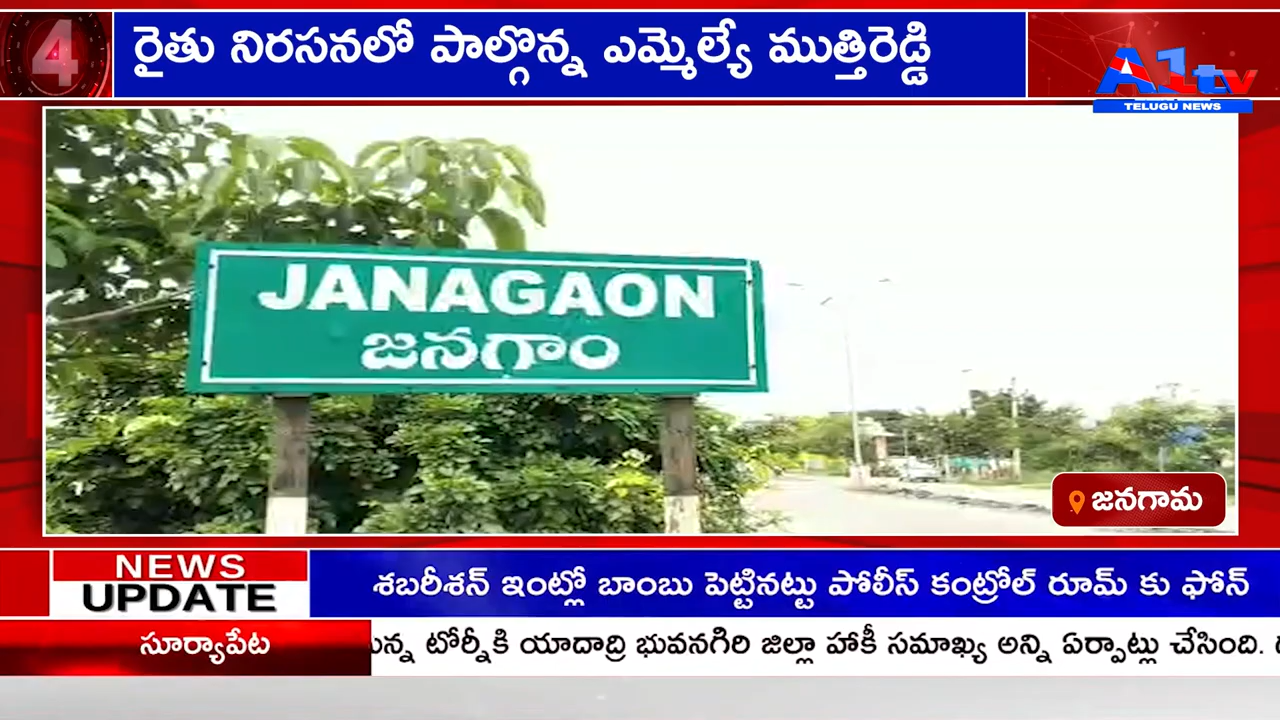 4
రైతు నిరసనలో పాల్గొన్న ఎమ్మెల్యే ముత్తిరెడ్డి
A1tv
TELUGU NEWS
JANAGAON
జనగాం
జనగామ
NEWS
UPDATE
శబరీశన్ ఇంట్లో బాంబు పెట్టినట్టు పోలీస్ కంట్రోల్ రూమ్ కు ఫోన్
సూర్యాపేట
టోర్నీకి యాదాద్రి భువనగిరి జిల్లా హాకీ సమాఖ్య అన్ని ఏర్పాట్లు చేసింది.